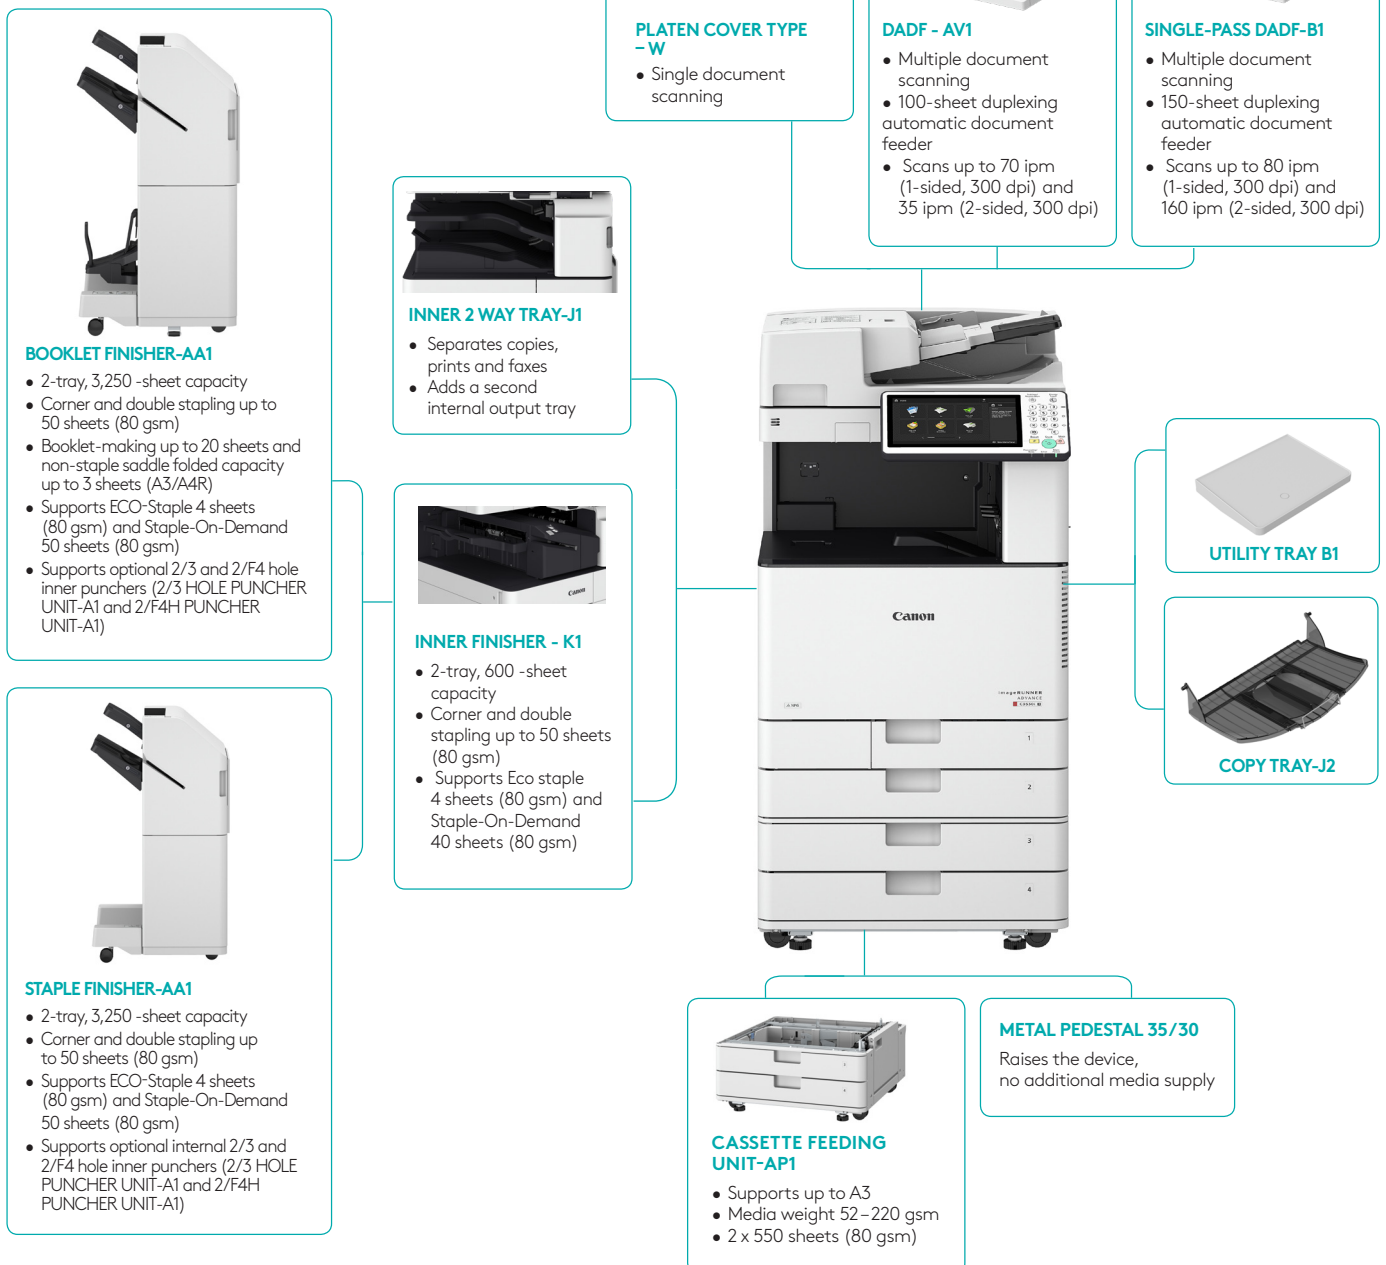 PLATEN COVER TYPE
– W
• Single document
scanning
DADF - AV1
• Multiple document
scanning
• 100-sheet duplexing
automatic document
feeder
• Scans up to 70 ipm
(1-sided, 300 dpi) and
35 ipm (2-sided, 300 dpi)
SINGLE-PASS DADF-B1
• Multiple document
scanning
• 150-sheet duplexing
automatic document
feeder
• Scans up to 80 ipm
(1-sided, 300 dpi) and
160 ipm (2-sided, 300 dpi)
BOOKLET FINISHER-AA1
• 2-tray, 3,250 -sheet capacity
• Corner and double stapling up to
50 sheets (80 gsm)
• Booklet-making up to 20 sheets and
non-staple saddle folded capacity
up to 3 sheets (A3/A4R)
• Supports ECO-Staple 4 sheets
(80 gsm) and Staple-On-Demand
50 sheets (80 gsm)
• Supports optional 2/3 and 2/F4 hole
inner punchers (2/3 HOLE PUNCHER
UNIT-A1 and 2/F4H PUNCHER
UNIT-A1)
INNER 2 WAY TRAY-J1
• Separates copies,
prints and faxes
• Adds a second
internal output tray
Canon
INNER FINISHER - K1
• 2-tray, 600 -sheet
capacity
• Corner and double
stapling up to 50 sheets
(80 gsm)
• Supports Eco staple
4 sheets (80 gsm) and
Staple-On-Demand
40 sheets (80 gsm)
Canon
imageRUNNER
ADVANCE
1
2
3
4
UTILITY TRAY B1
COPY TRAY-J2
STAPLE FINISHER-AA1
• 2-tray, 3,250 -sheet capacity
• Corner and double stapling up
to 50 sheets (80 gsm)
• Supports ECO-Staple 4 sheets
(80 gsm) and Staple-On-Demand
50 sheets (80 gsm)
• Supports optional internal 2/3 and
2/F4 hole inner punchers (2/3 HOLE
PUNCHER UNIT-A1 and 2/F4H
PUNCHER UNIT-A1)
CASSETTE FEEDING
UNIT-AP1
• Supports up to A3
• Media weight 52–220 gsm
• 2 x 550 sheets (80 gsm)
METAL PEDESTAL 35/30
Raises the device,
no additional media supply